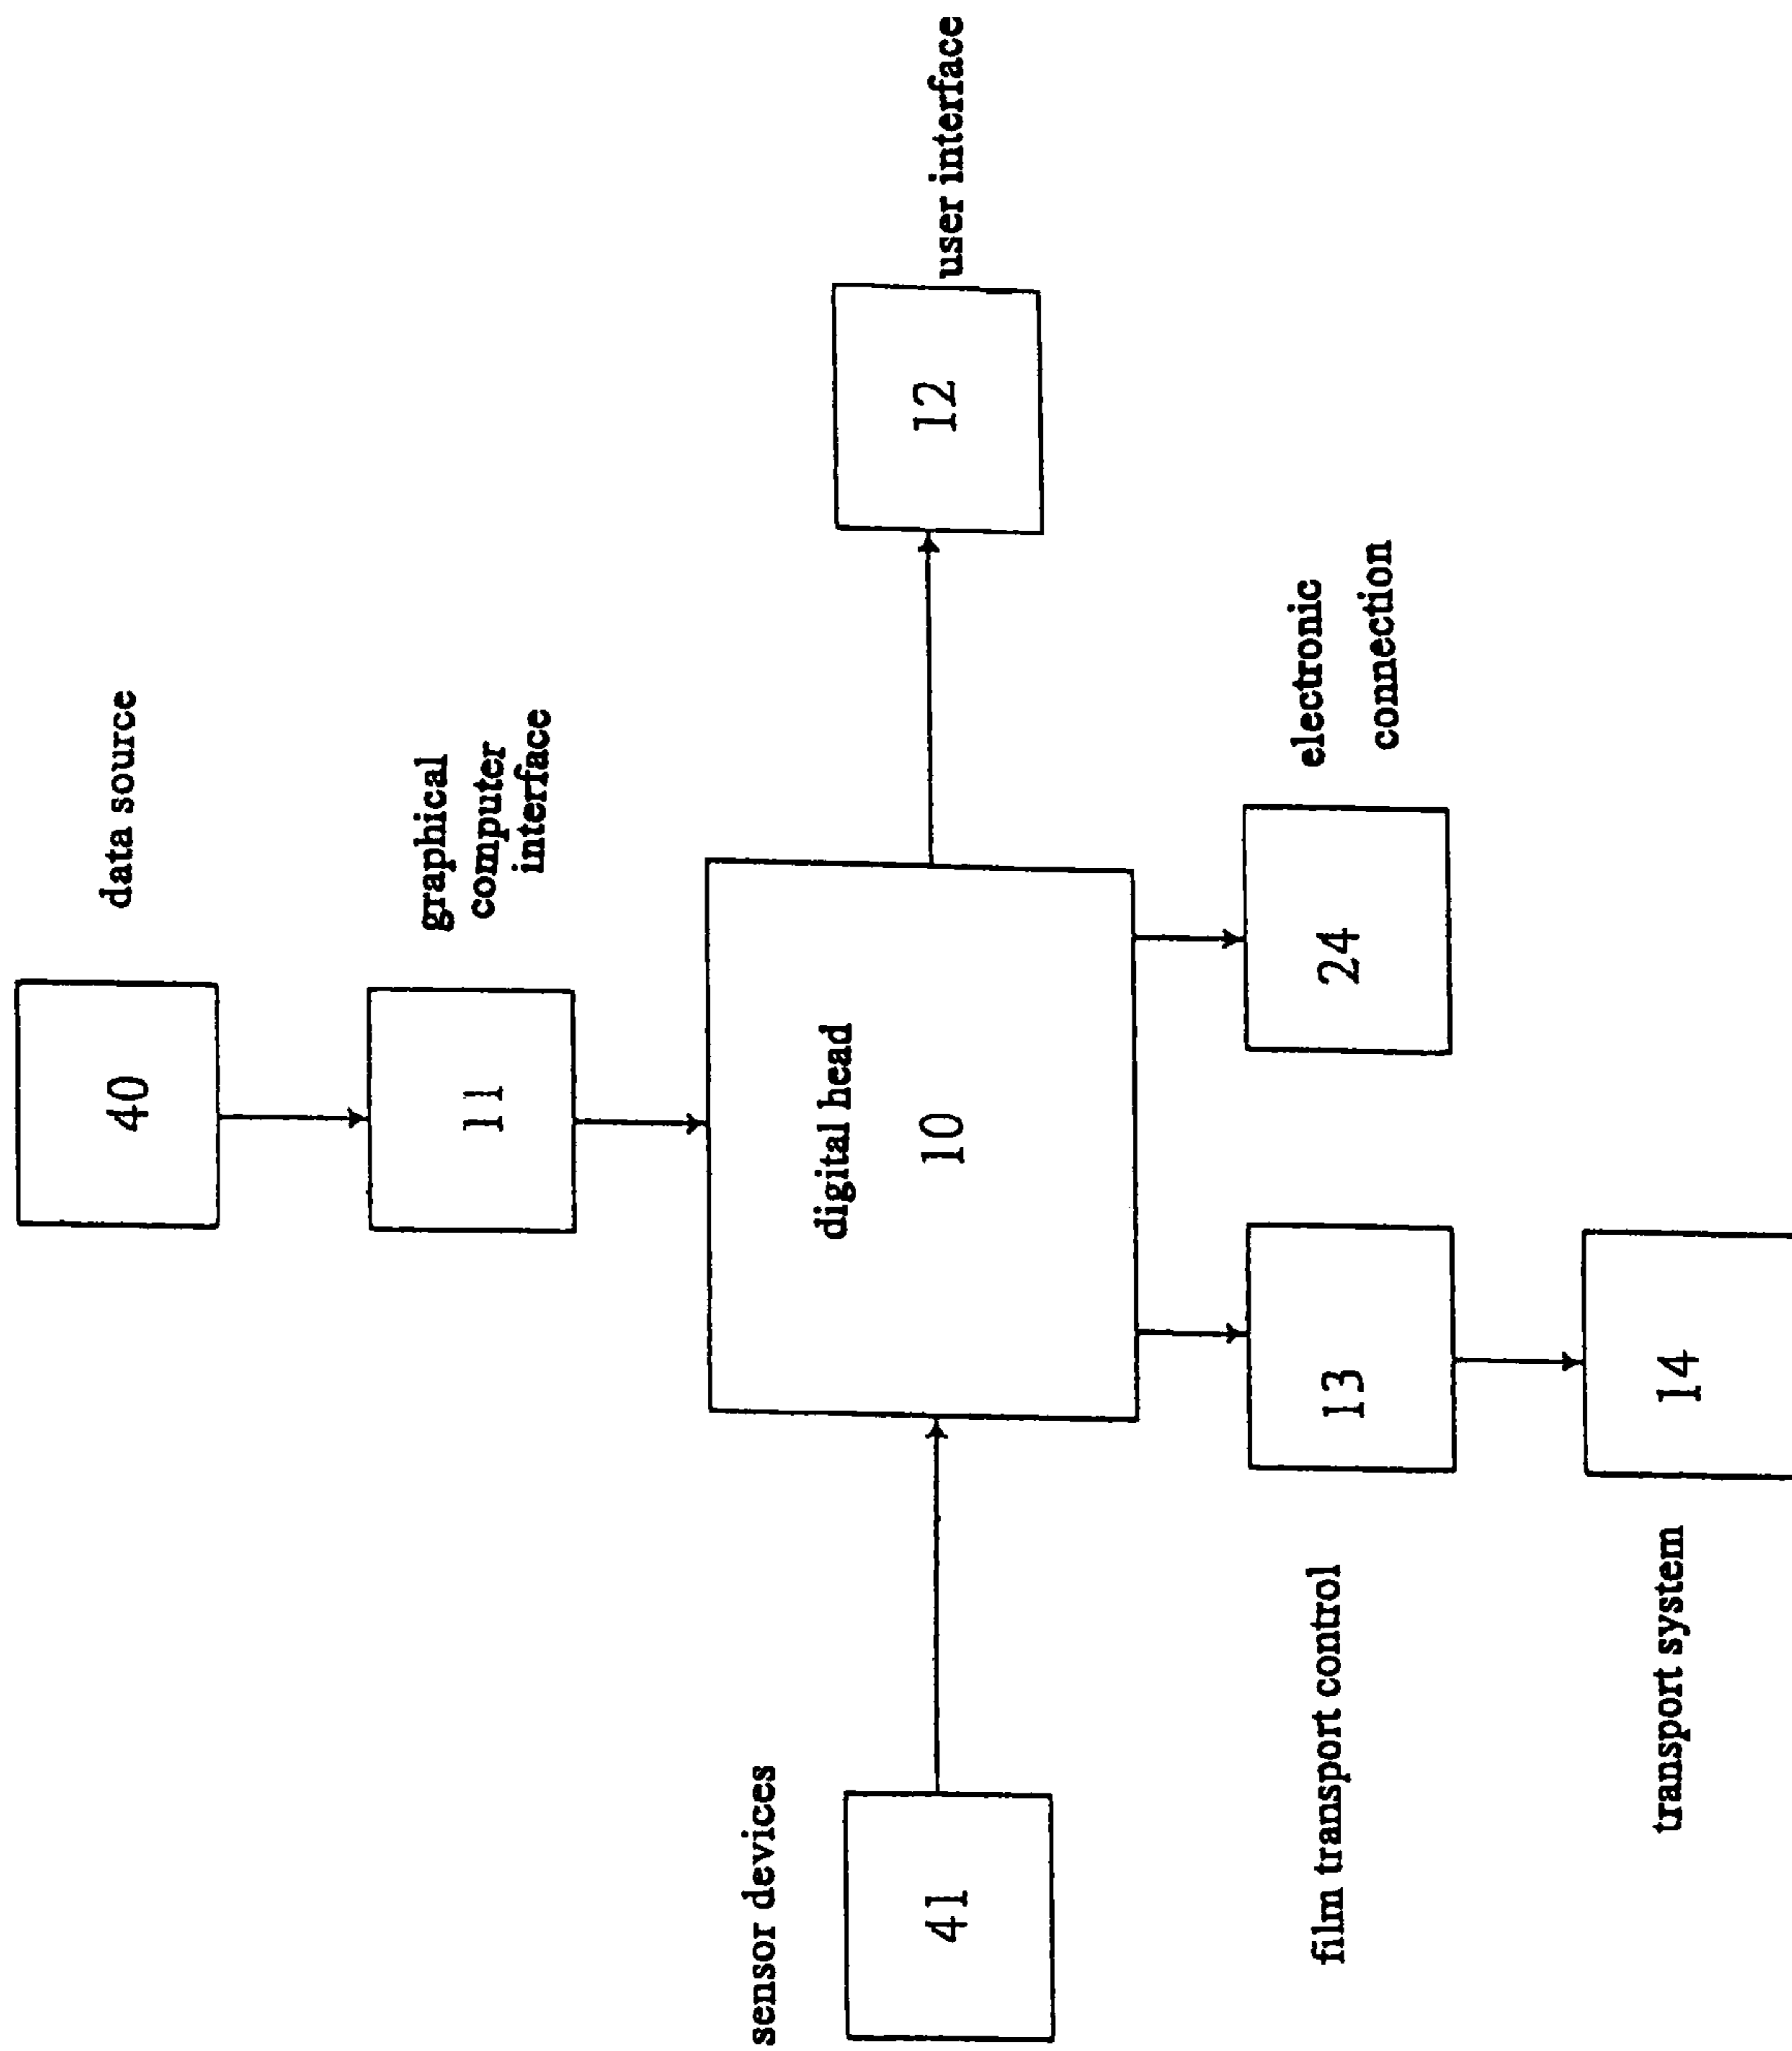 data source
40
graphical
computer
interface
11
sensor devices
41
digital head
10
12
user interface
film transport control
13
24
electronic
connection
transport system
14